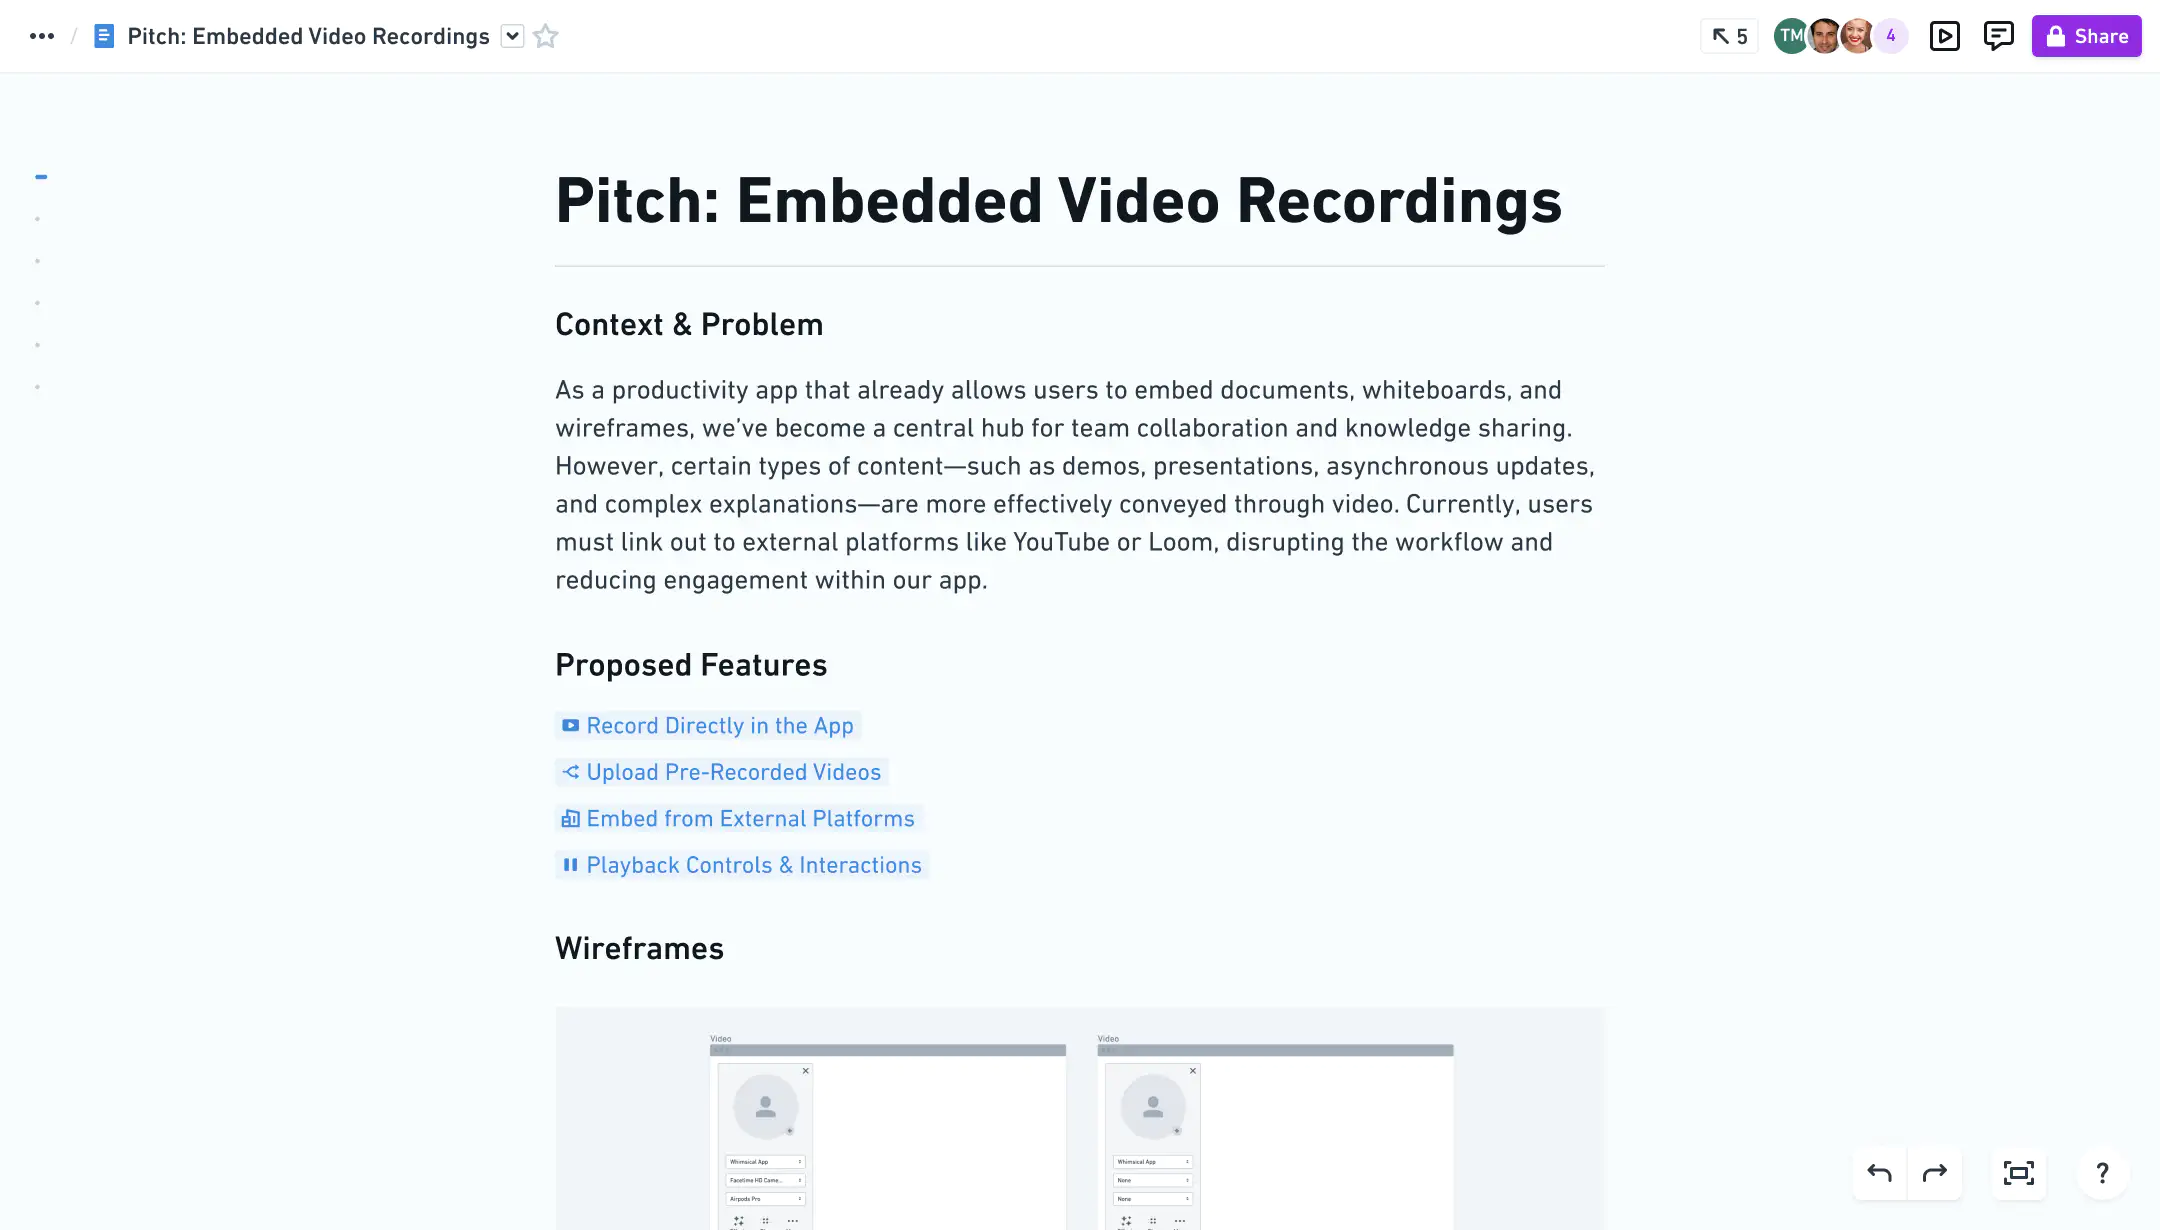 / Pitch: Embedded Video Recordings
5 TM 4 Share
Pitch: Embedded Video Recordings
Context & Problem
As a productivity app that already allows users to embed documents, whiteboards, and
wireframes, we’ve become a central hub for team collaboration and knowledge sharing.
However, certain types of content—such as demos, presentations, asynchronous updates,
and complex explanations—are more effectively conveyed through video. Currently, users
must link out to external platforms like YouTube or Loom, disrupting the workflow and
reducing engagement within our app.
Proposed Features
Record Directly in the App
Upload Pre-Recorded Videos
Embed from External Platforms
Playback Controls & Interactions
Wireframes
Video
Whimsical App
Facetime HD Came...
Airpods Pro
Video
Whimsical App
None
None
?